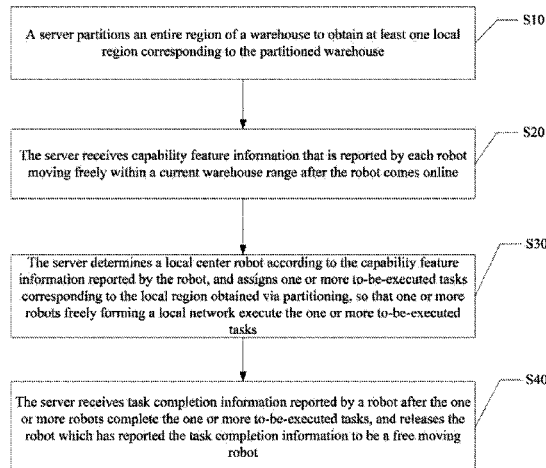 S10
A server partitions an entire region of a warehouse to obtain at least one local
region corresponding to the partitioned warehouse
S20
The server receives capability feature information that is reported by each robot
moving freely within a current warehouse range after the robot comes online
S30
The server determines a local center robot according to the capability feature
information reported by the robot, and assigns one or more to-be-executed tasks
corresponding to the local region obtained via partitioning, so that one or more
robots freely forming a local network execute the one or more to-be-executed
tasks
S40
The server receives task completion information reported by a robot after the one
or more robots complete the one or more to-be-executed tasks, and releases the
robot which has reported the task completion information to be a free moving
robot